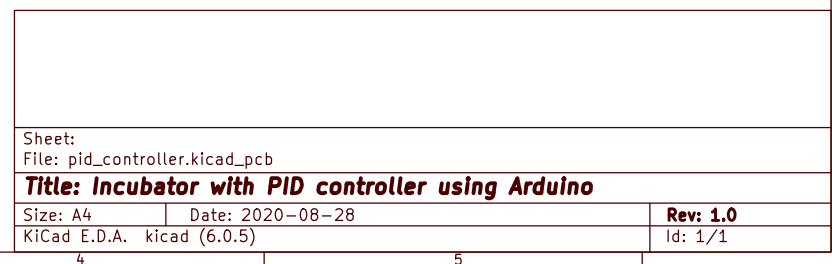 Sheet:
File: pid_controller.kicad_pcb
Title: Incubator with PID controller using Arduino
Size: A4 Date: 2020-08-28 Rev: 1.0
KiCad E.D.A. kicad (6.0.5) Id: 1/1
4 5